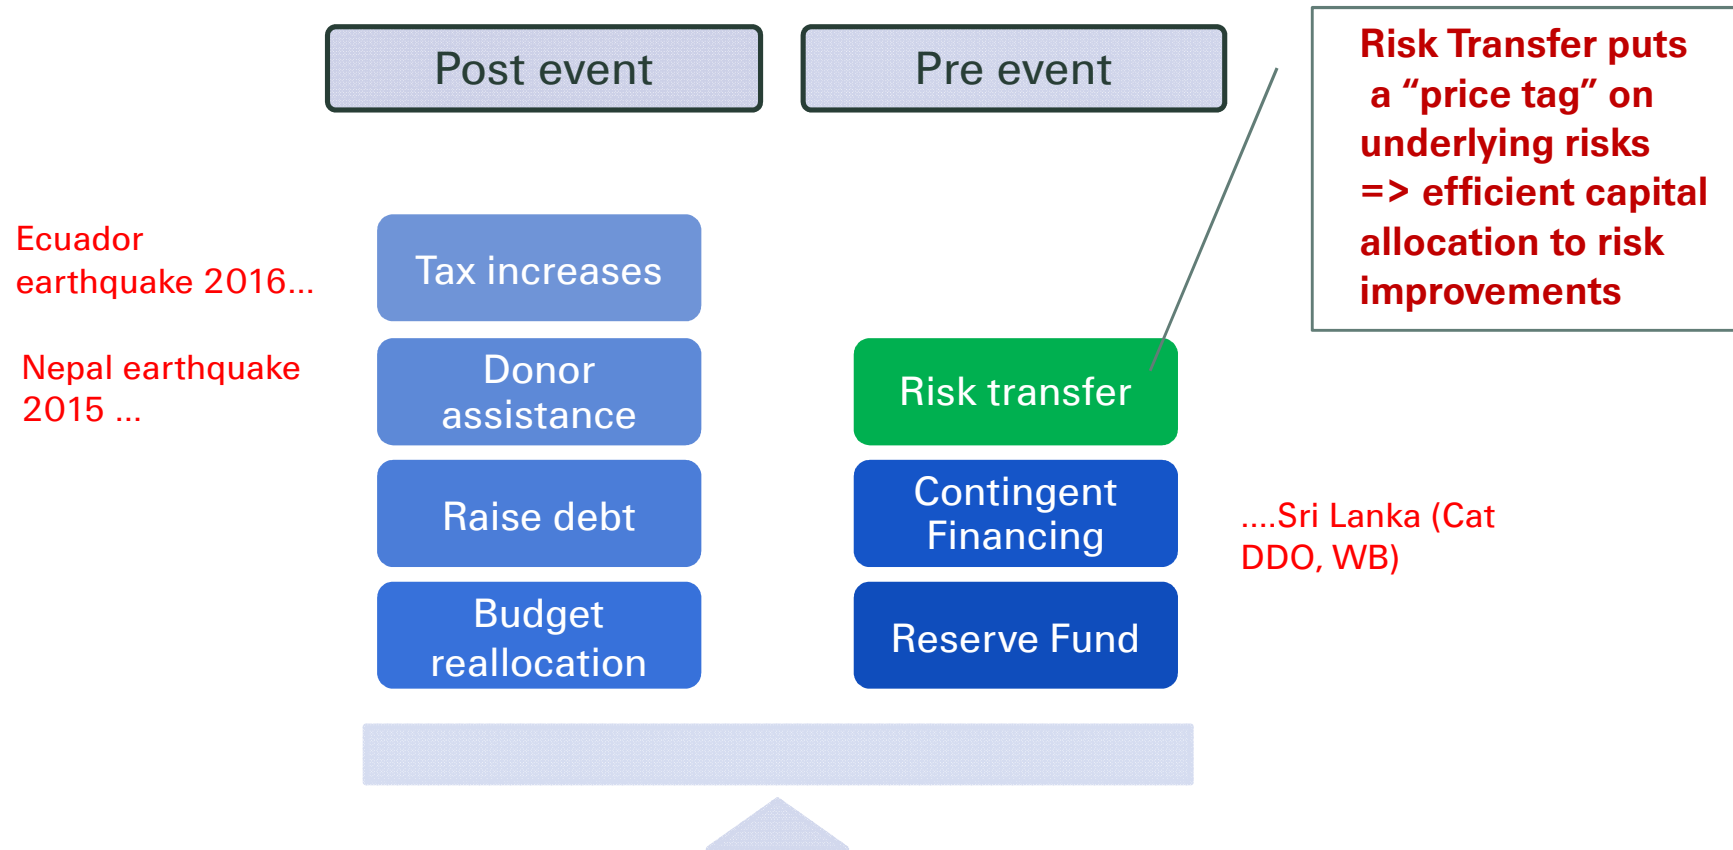 Post event
Pre event
Risk Transfer puts
a “price tag” on
underlying risks
=> efficient capital
allocation to risk
improvements
Ecuador
earthquake 2016...
Tax increases
Nepal earthquake
2015 ...
Donor
assistance
Risk transfer
Raise debt
Contingent
Financing
....Sri Lanka (Cat
DDO, WB)
Budget
reallocation
Reserve Fund